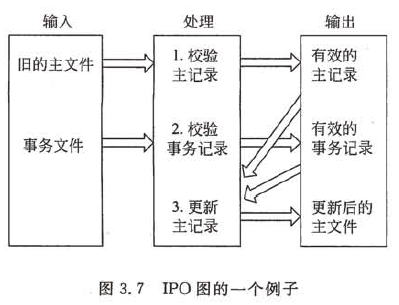 输入
处理
输出
旧的主文件
1. 校验
主记录
有效的
主记录
事务文件
2. 校验
事务记录
有效的
事务记录
3. 更新
主记录
更新后的
主文件
图 3.7 IPO 图的一个例子